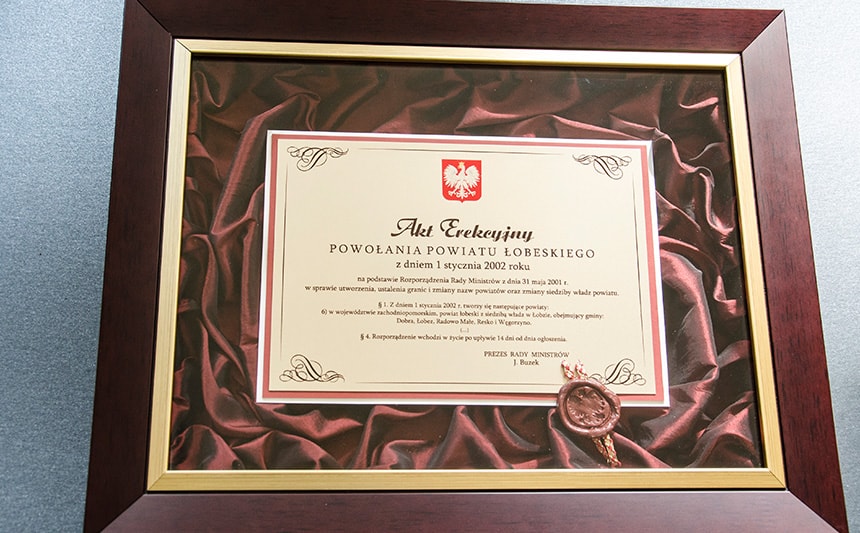 Akt Erekcyjny
POWOŁANIA POWIATU ŁOBESKIEGO
z dniem 1 stycznia 2002 roku
na podstawie Rozporządzenia Rady Ministrów z dnia 31 maja 2001 r.
w sprawie utworzenia, ustalenia granic i zmiany nazw powiatów oraz zmiany siedziby władz powiatu.
§ 1. Z dniem 1 stycznia 2002 r. tworzy się następujące powiaty:
6) w województwie zachodniopomorskim, powiat łobeski z siedzibą władz w Łobzie, obejmujący gminy:
Dobra, Łobez, Radowo Małe, Resko i Węgorzyno.
(...)
§ 4. Rozporządzenie wchodzi w życie po upływie 14 dni od dnia ogłoszenia.
PREZES RADY MINISTRÓW
J. Buzek